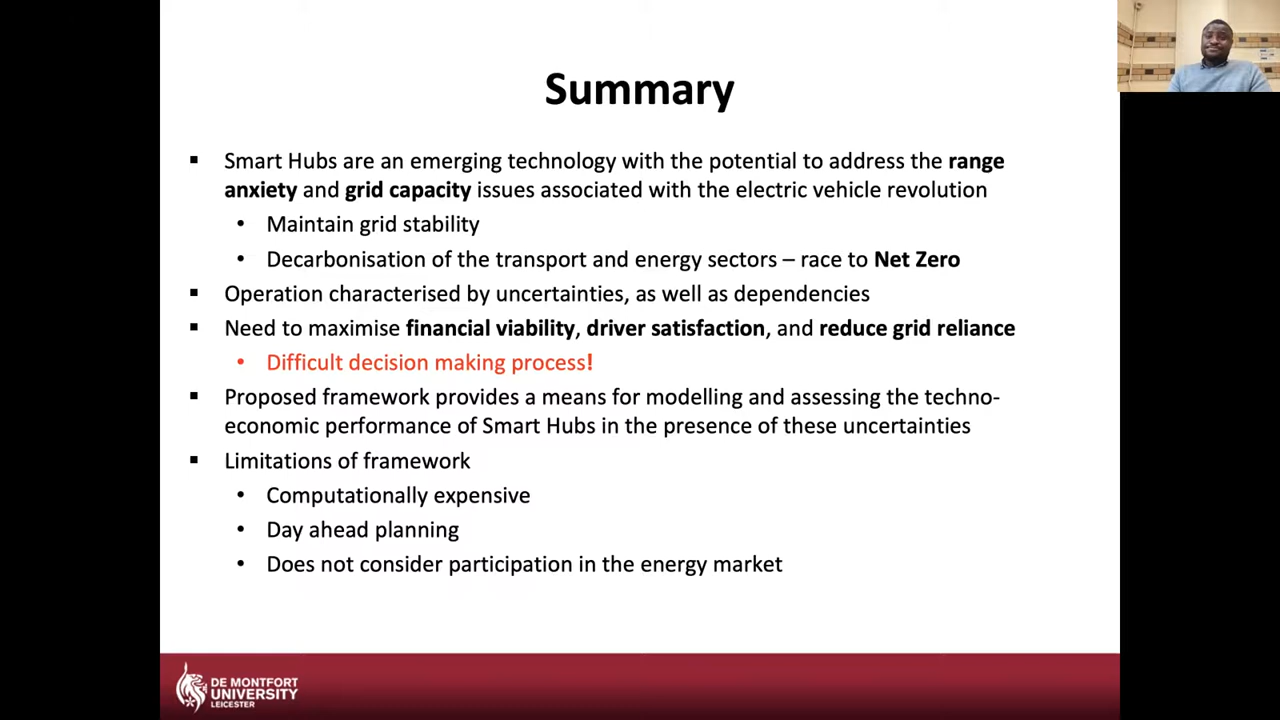 Summary
▪ Smart Hubs are an emerging technology with the potential to address the range
anxiety and grid capacity issues associated with the electric vehicle revolution
• Maintain grid stability
• Decarbonisation of the transport and energy sectors – race to Net Zero
▪ Operation characterised by uncertainties, as well as dependencies
▪ Need to maximise financial viability, driver satisfaction, and reduce grid reliance
• Difficult decision making process!
▪ Proposed framework provides a means for modelling and assessing the techno-
economic performance of Smart Hubs in the presence of these uncertainties
▪ Limitations of framework
• Computationally expensive
• Day ahead planning
• Does not consider participation in the energy market
DE MONTFORT
UNIVERSITY
LEICESTER